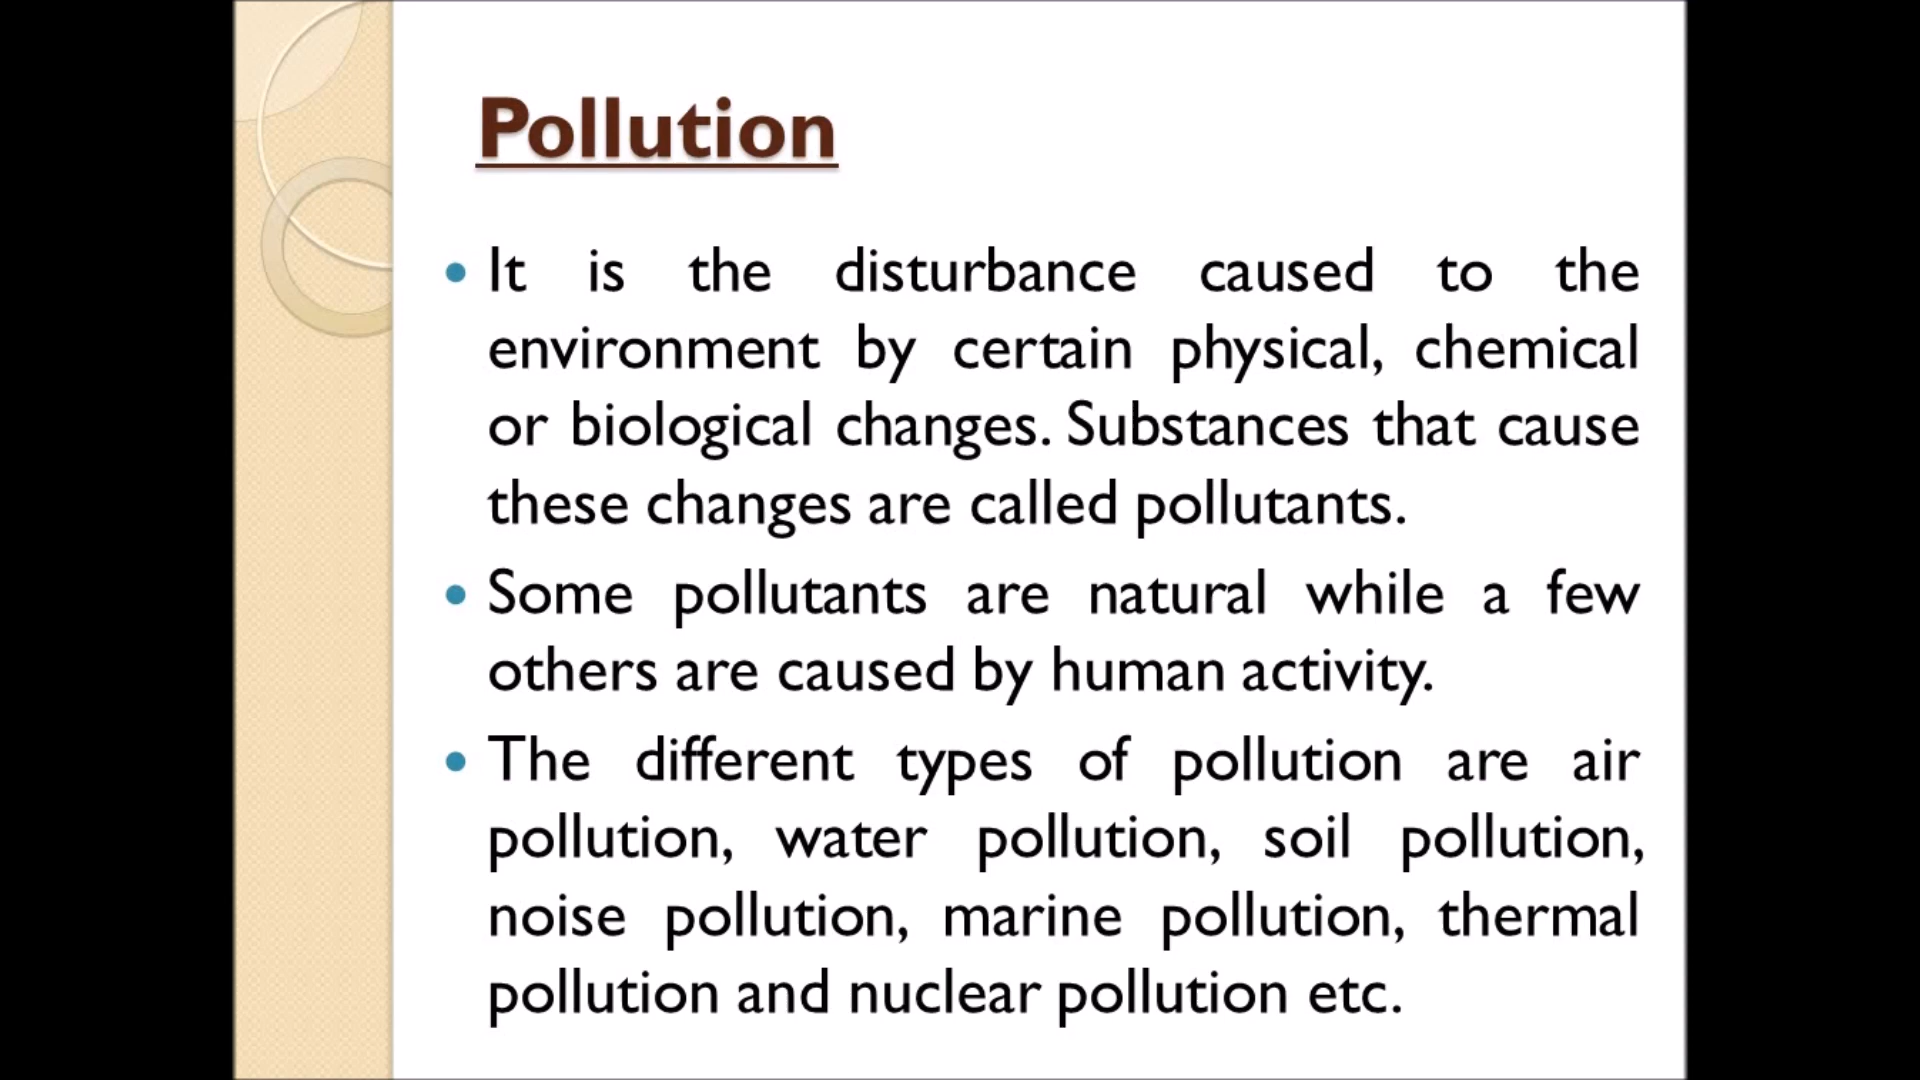 Pollution
• It is the disturbance caused to the
environment by certain physical, chemical
or biological changes. Substances that cause
these changes are called pollutants.
• Some pollutants are natural while a few
others are caused by human activity.
• The different types of pollution are air
pollution, water pollution, soil pollution,
noise pollution, marine pollution, thermal
pollution and nuclear pollution etc.